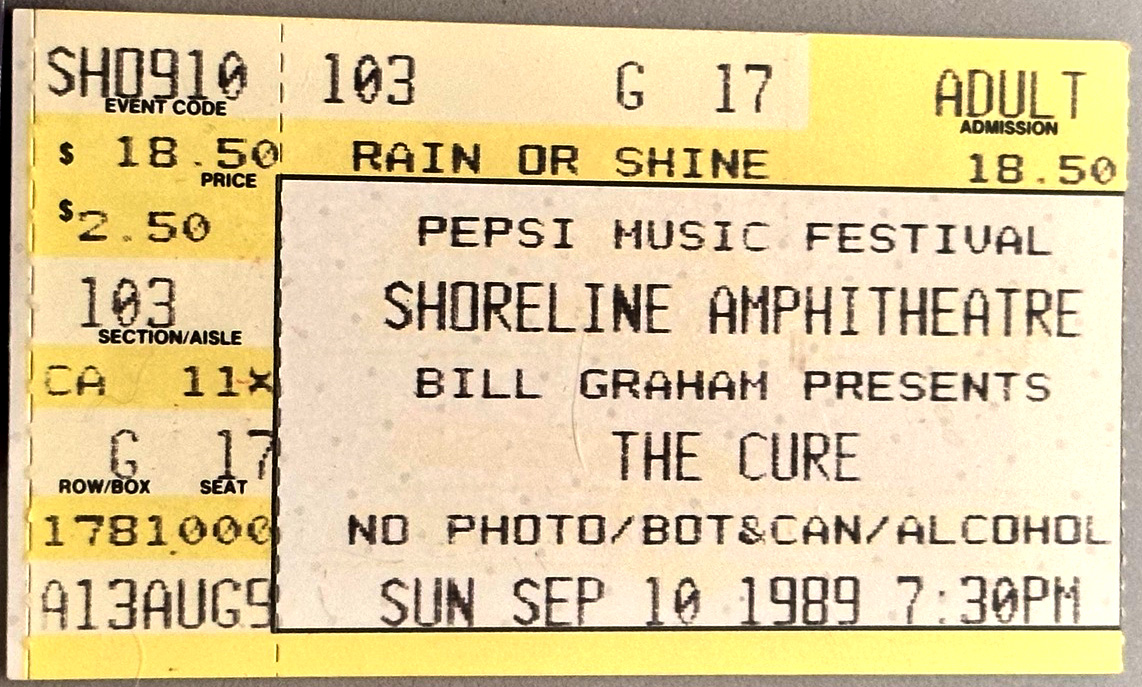 SHO910
EVENT CODE
$ 18.50
PRICE
$2.50
103
SECTION/AISLE
CA 11X
G 17
ROW/BOX SEAT
1781000
A13AUG9
103 G 17 ADULT
ADMISSION
RAIN OR SHINE 18.50
PEPSI MUSIC FESTIVAL
SHORELINE AMPHITHEATRE
BILL GRAHAM PRESENTS
THE CURE
NO PHOTO/BOT&CAN/ALCOHOL
SUN SEP 10 1989 7:30PM